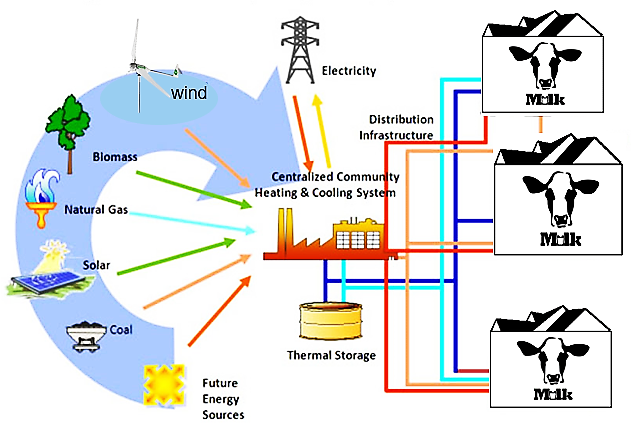 wind
Electricity
Milk
Distribution
Infrastructure
Biomass
Centralized Community
Heating & Cooling System
Natural Gas
Milk
Solar
Coal
Thermal Storage
Future
Energy
Sources
Milk